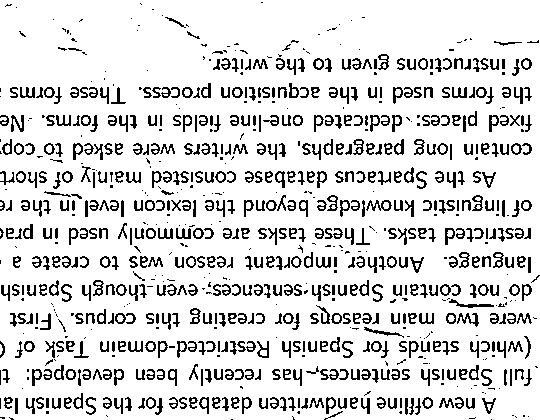 A new offline handwritten database for the Spanish lan
full Spanish sentences, has recently been developed: th
(which stands for Spanish Restricted-domain Task of C
were two main reasons for creating this corpus. First
do not contain Spanish sentences, even though Spanish
language. Another important reason was to create a
restricted tasks. These tasks are commonly used in prac
of linguistic knowledge beyond the lexicon level in the re
As the Spartacus database consisted mainly of short
contain long paragraphs, the writers were asked to copy
fixed places: dedicated one-line fields in the forms. Ne
the forms used in the acquisition process. These forms a
of instructions given to the writer.